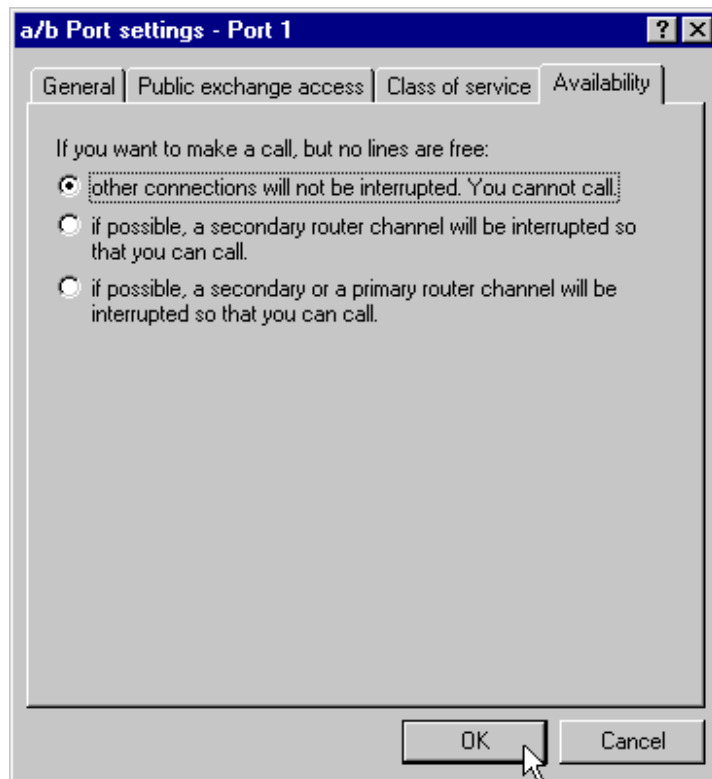 a/b Port settings - Port 1
General Public exchange access Class of service Availability
If you want to make a call, but no lines are free:
other connections will not be interrupted. You cannot call.
if possible, a secondary router channel will be interrupted so
that you can call.
if possible, a secondary or a primary router channel will be
interrupted so that you can call.
OK Cancel